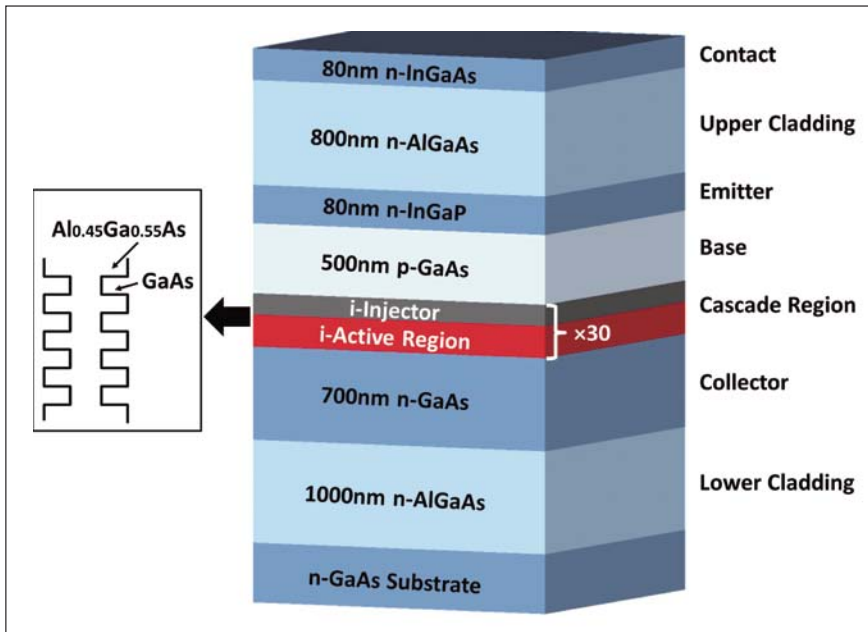 80nm n-InGaAs
Contact
800nm n-AlGaAs
Upper Cladding
80nm n-InGaP
Emitter
500nm p-GaAs
Base
i-Injector
Cascade Region
i-Active Region
×30
700nm n-GaAs
Collector
1000nm n-AlGaAs
Lower Cladding
n-GaAs Substrate
Al0.45Ga0.55As
GaAs